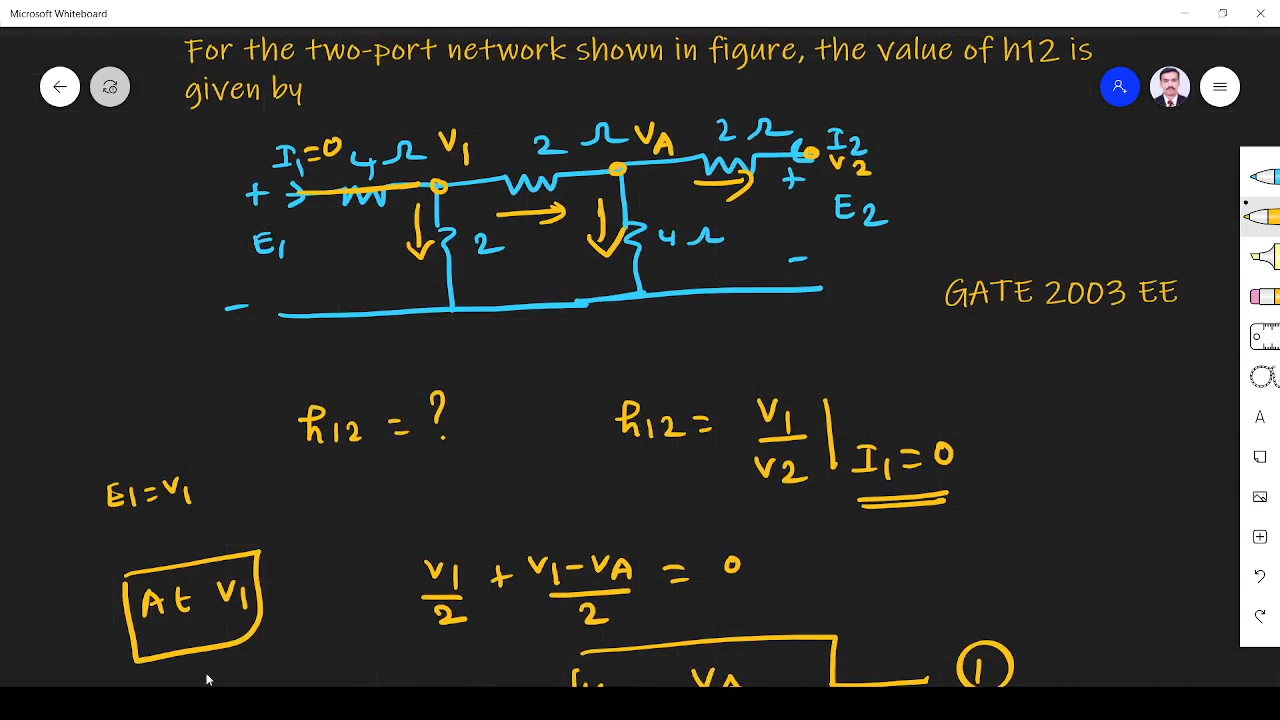 Microsoft Whiteboard
For the two-port network shown in figure, the value of h12 is
given by
I1=0 4 Ω V1 2 Ω VA 2 Ω I2
V2
+ + E2
E1 2 4 Ω
- -
GATE 2003 EE
h12 = ? h12 = V1/V2 | I1 = 0
E1 = V1
At V1 V1/2 + V1-VA/2 = 0
VA 1
A